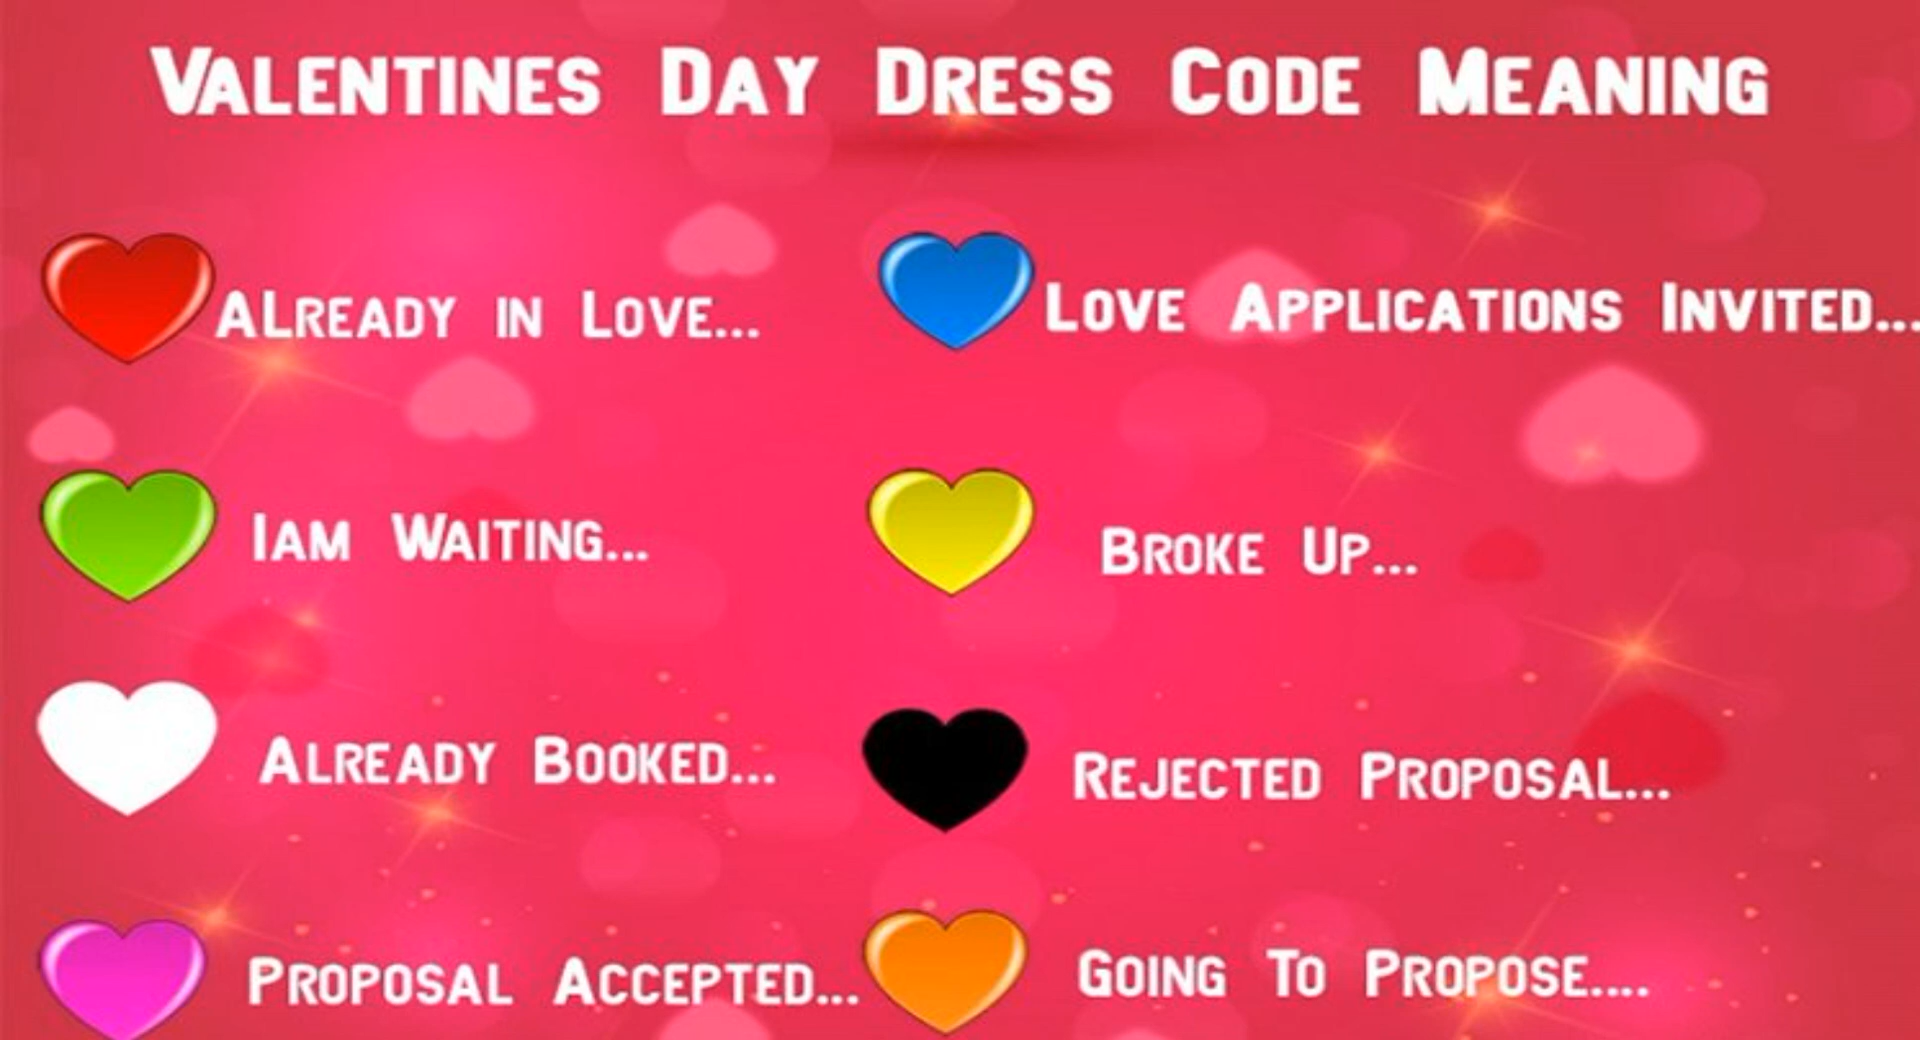 VALENTINES DAY DRESS CODE MEANING
ALREADY IN LOVE...
LOVE APPLICATIONS INVITED...
IAM WAITING...
BROKE UP...
ALREADY BOOKED...
REJECTED PROPOSAL...
PROPOSAL ACCEPTED...
GOING TO PROPOSE....